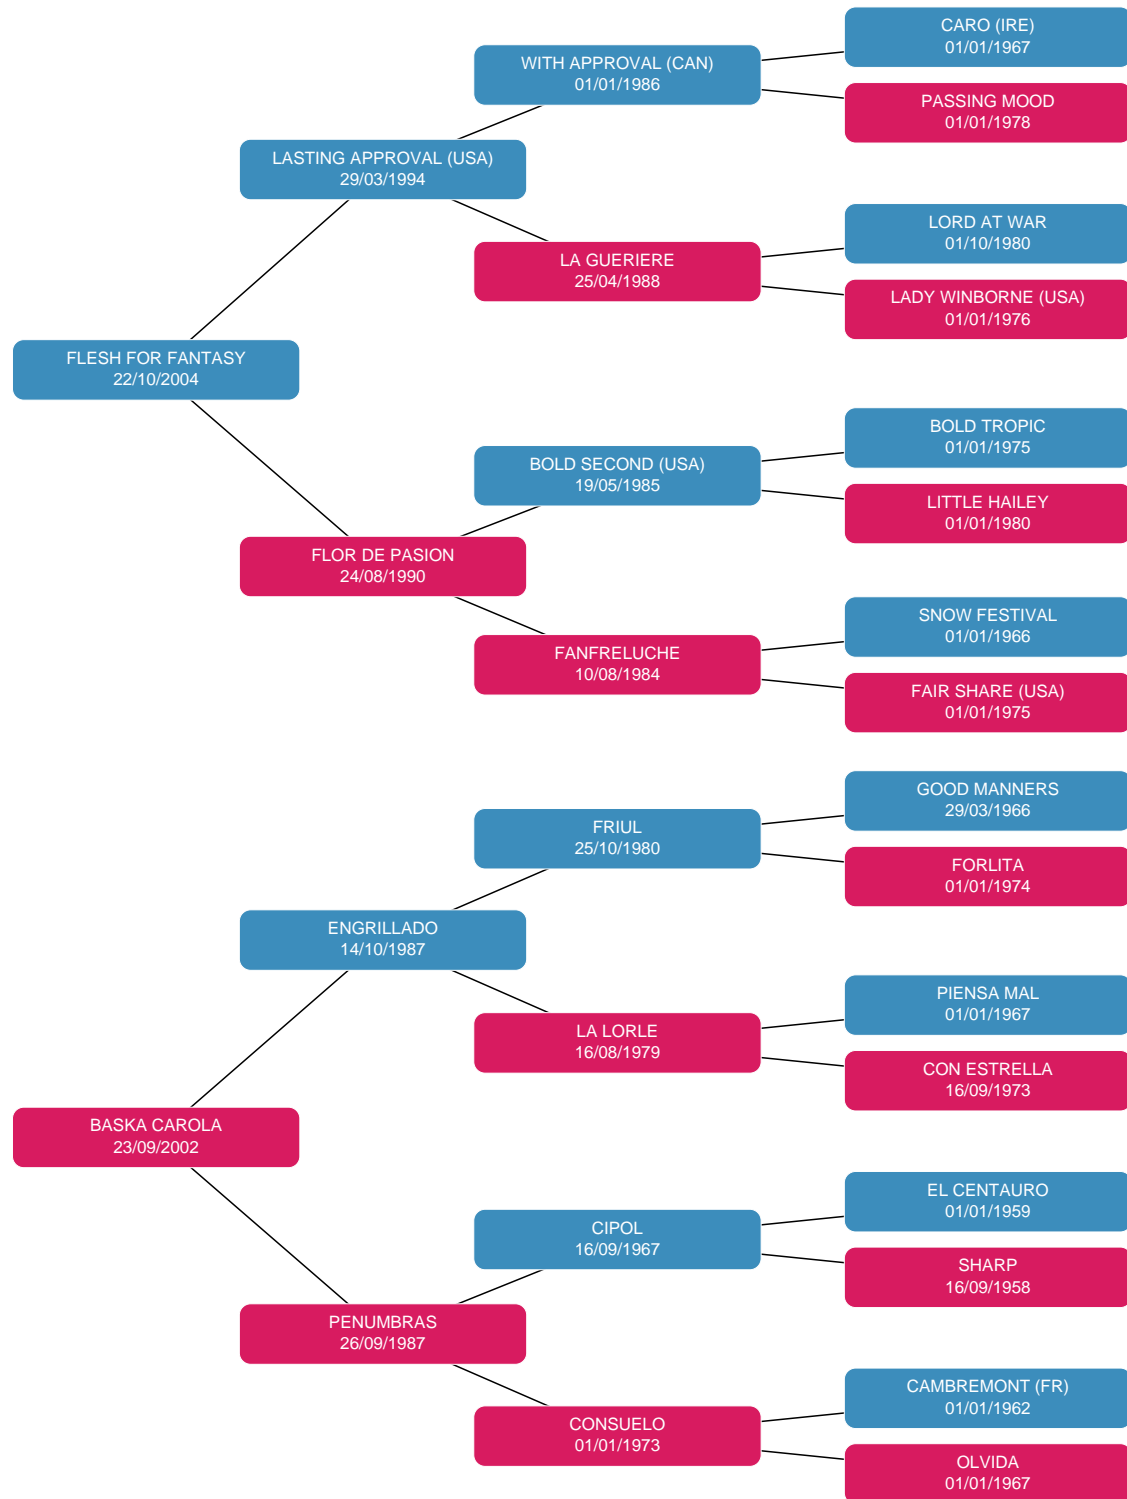 CARO (IRE)
01/01/1967
WITH APPROVAL (CAN)
01/01/1986
PASSING MOOD
01/01/1978
LASTING APPROVAL (USA)
29/03/1994
LORD AT WAR
01/10/1980
LA GUERIERE
25/04/1988
LADY WINBORNE (USA)
01/01/1976
FLESH FOR FANTASY
22/10/2004
BOLD TROPIC
01/01/1975
BOLD SECOND (USA)
19/05/1985
LITTLE HAILEY
01/01/1980
FLOR DE PASION
24/08/1990
SNOW FESTIVAL
01/01/1966
FANFRELUCHE
10/08/1984
FAIR SHARE (USA)
01/01/1975
GOOD MANNERS
29/03/1966
FRIUL
25/10/1980
FORLITA
01/01/1974
ENGRILLADO
14/10/1987
PIENSA MAL
01/01/1967
LA LORLE
16/08/1979
CON ESTRELLA
16/09/1973
BASKA CAROLA
23/09/2002
EL CENTAURO
01/01/1959
CIPOL
16/09/1967
SHARP
16/09/1958
PENUMBRAS
26/09/1987
CAMBREMONT (FR)
01/01/1962
CONSUELO
01/01/1973
OLVIDA
01/01/1967